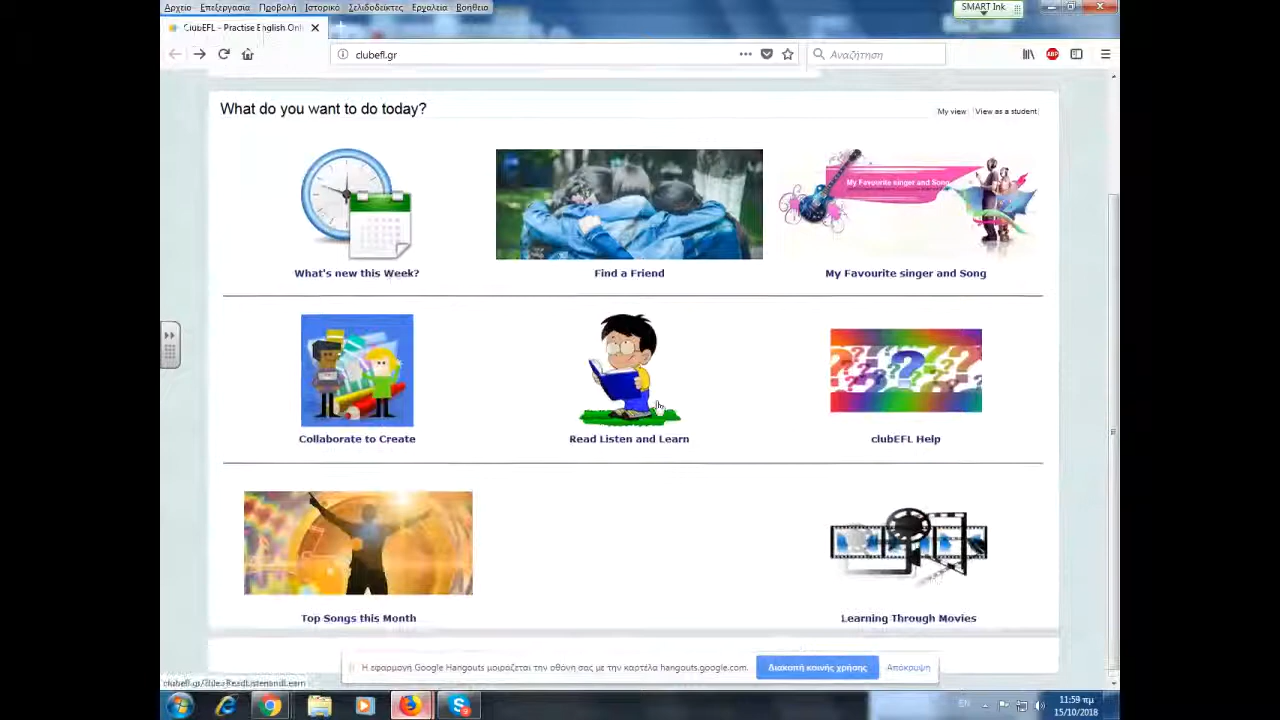 Αρχείο Επεξεργασία Προβολή Ιστορικό Σελιδοδείκτες Εργαλεία Βοήθεια
SMART Ink
ClubEFL - Practise English Onli
clubefl.gr
Αναζήτηση
ABP
What do you want to do today?
My view | View as a student |
My Favourite singer and Song
What's new this Week?
Find a Friend
My Favourite singer and Song
Collaborate to Create
Read Listen and Learn
clubEFL Help
Top Songs this Month
Learning Through Movies
Η εφαρμογή Google Hangouts μοιράζεται την οθόνη σας με την καρτέλα hangouts.google.com.
Διακοπή κοινής χρήσης
Απόκρυψη
EN
11:59 πμ
15/10/2018